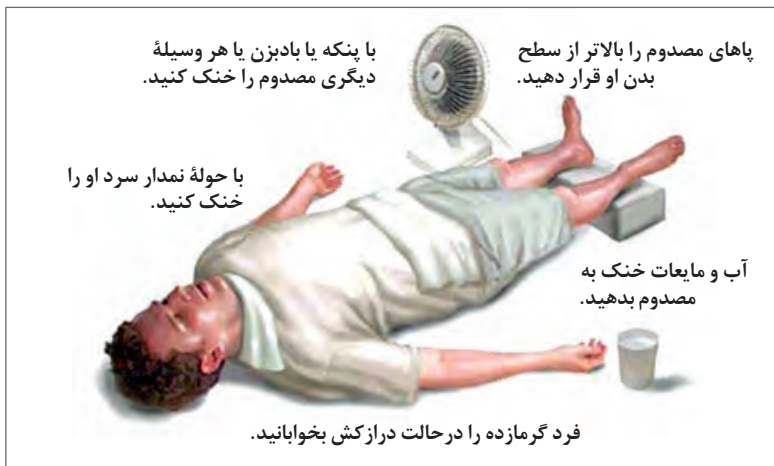 پاهای مصدوم را بالاتر از سطح
بدن او قرار دهید.
با پنکه یا بادبزن یا هر وسیلهٔ
دیگری مصدوم را خنک کنید.
با حولهٔ نمدار سرد او را
خنک کنید.
آب و مایعات خنک به
مصدوم بدهید.
فرد گرمازده را درحالت درازکش بخوابانید.